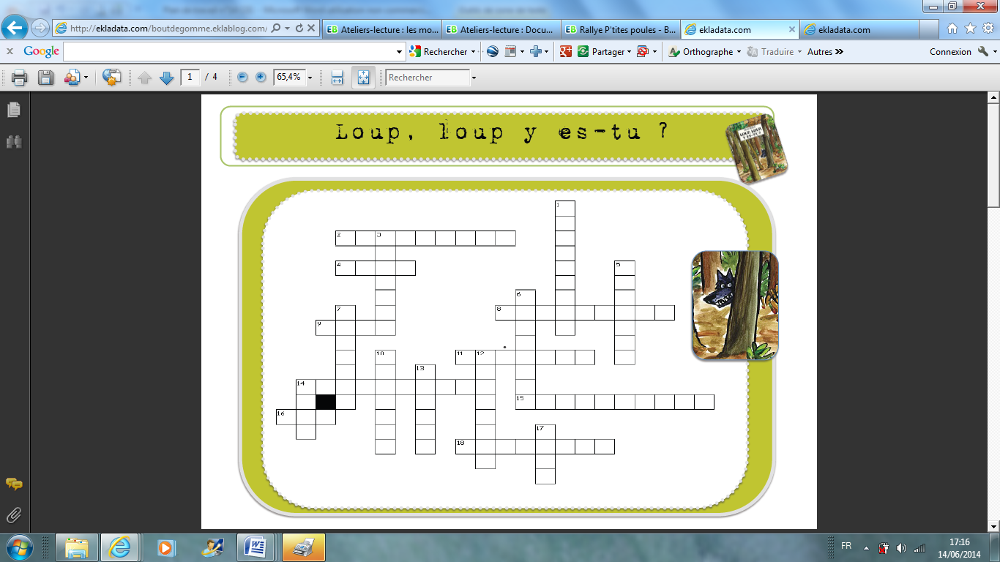 http://ekladata.com/boutdegomme.eklablog.com/
Ateliers-lecture : les mo...
Ateliers-lecture : Docu...
Rallye P'tites poules - B...
ekladata.com
ekladata.com
x Google
Rechercher
Partager
Orthographe
Traduire
Autres »
Connexion
1 / 4
65,4%
Rechercher
Loup, loup y es-tu ?
1
2 3
4 5
6
7 8
9
10 11 12
13
14
15
16
17
18
FR
17:16
14/06/2014